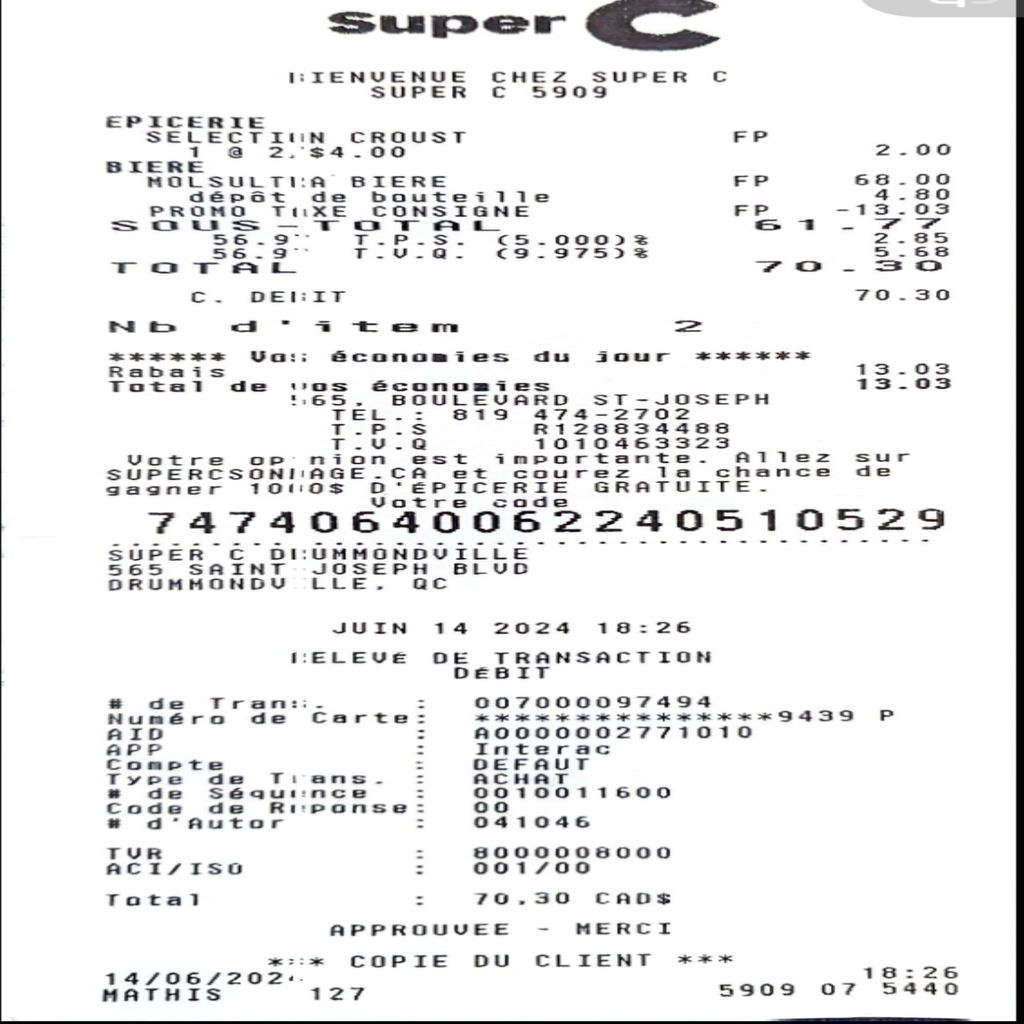 super C
BIENVENUE CHEZ SUPER C
SUPER C 5909
EPICERIE
SELECTION CROUST FP
1 @ 2/$4.00 2.00
BIERE
MOLSULTRA BIERE FP 68.00
dépôt de bouteille 4.80
PROMO TAXE CONSIGNE FP -13.03
SOUS-TOTAL 61.77
56.9 T.P.S. (5.000)% 2.85
56.9 T.V.Q. (9.975)% 5.68
TOTAL 70.30
C. DEBIT 70.30
Nb d'item 2
****** Vos économies du jour ******
Rabais 13.03
Total de vos économies 13.03
565, BOULEVARD ST-JOSEPH
TÉL.: 819 474-2702
T.P.S R128834488
T.V.Q 1010463323
Votre opinion est importante. Allez sur
SUPERCSONDAGE.CA et courez la chance de
gagner 1000$ D'ÉPICERIE GRATUITE.
Votre code
74740640062240510529
SUPER C DRUMMONDVILLE
565 SAINT JOSEPH BLVD
DRUMMONDVILLE, QC
JUIN 14 2024 18:26
RELEVÉ DE TRANSACTION
DÉBIT
# de Trans. : 007000097494
Numéro de Carte: ***************9439 P
AID : A0000002771010
APP : Interac
Compte : DEFAUT
Type de Trans. : ACHAT
# de Séquence : 0010011600
Code de Réponse: 00
# d'Autor : 041046
TVR : 8000008000
ACI/ISO : 001/00
Total : 70.30 CAD$
APPROUVEE - MERCI
*** COPIE DU CLIENT ***
14/06/2024 18:26
MATHIS 127 5909 07 5440